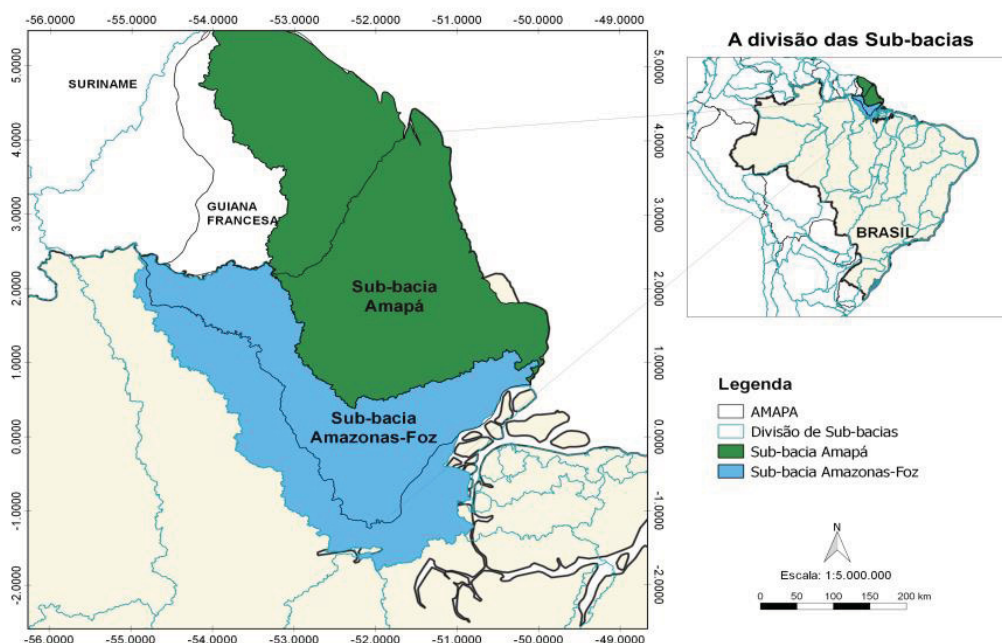 -56.0000 -55.0000 -54.0000 -53.0000 -52.0000 -51.0000 -50.0000 -49.0000
5.0000
4.0000
3.0000
2.0000
1.0000
0.0000
-1.0000
-2.0000
SURINAME
GUIANA
FRANCESA
Sub-bacia
Amapá
Sub-bacia
Amazonas-Foz
5.0000
4.0000
3.0000
2.0000
1.0000
0.0000
-1.0000
-2.0000
-56.0000 -55.0000 -54.0000 -53.0000 -52.0000 -51.0000 -50.0000 -49.0000
A divisão das Sub-bacias
BRASIL
Legenda
AMAPA
Divisão de Sub-bacias
Sub-bacia Amapá
Sub-bacia Amazonas-Foz
N
Escala: 1:5.000.000
0 50 100 150 200 km